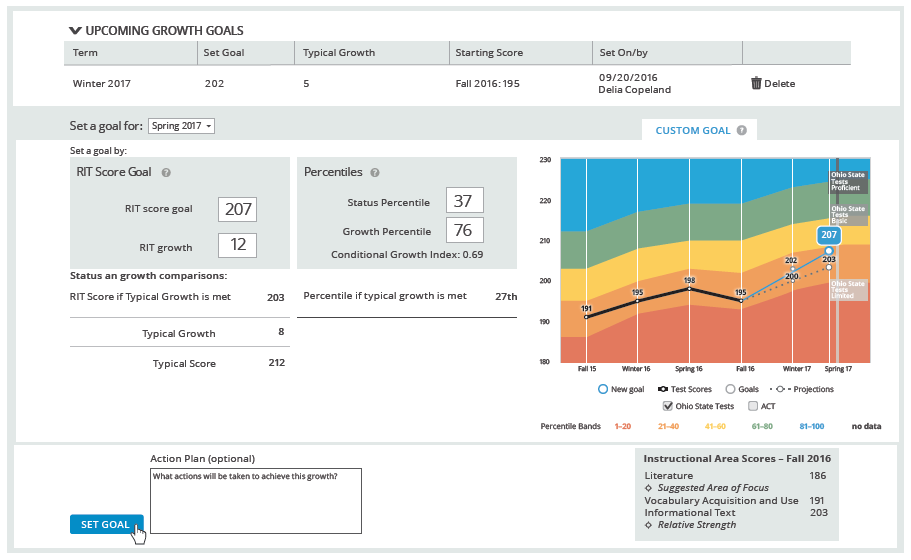 UPCOMING GROWTH GOALS
Term Set Goal Typical Growth Starting Score Set On/by
Winter 2017 202 5 Fall 2016: 195 09/20/2016
Delia Copeland
Delete
Set a goal for: Spring 2017
CUSTOM GOAL ?
Set a goal by:
RIT Score Goal ?
RIT score goal 207
RIT growth 12
Percentiles ?
Status Percentile 37
Growth Percentile 76
Conditional Growth Index: 0.69
Status an growth comparisons:
RIT Score if Typical Growth is met 203
Percentile if typical growth is met 27th
Typical Growth 8
Typical Score 212
230
220
210
200
190
180
Ohio State
Tests
Proficient
Ohio State
Tests
Basic
207
202
203
200
195
198
195
191
Ohio State
Tests
Limited
Fall 15 Winter 16 Spring 16 Fall 16 Winter 17 Spring 17
New goal Test Scores Goals Projections
Ohio State Tests ACT
Percentile Bands 1–20 21–40 41–60 61–80 81–100 no data
Action Plan (optional)
What actions will be taken to achieve this growth?
SET GOAL
Instructional Area Scores – Fall 2016
Literature 186
Suggested Area of Focus
Vocabulary Acquisition and Use 191
Informational Text 203
Relative Strength